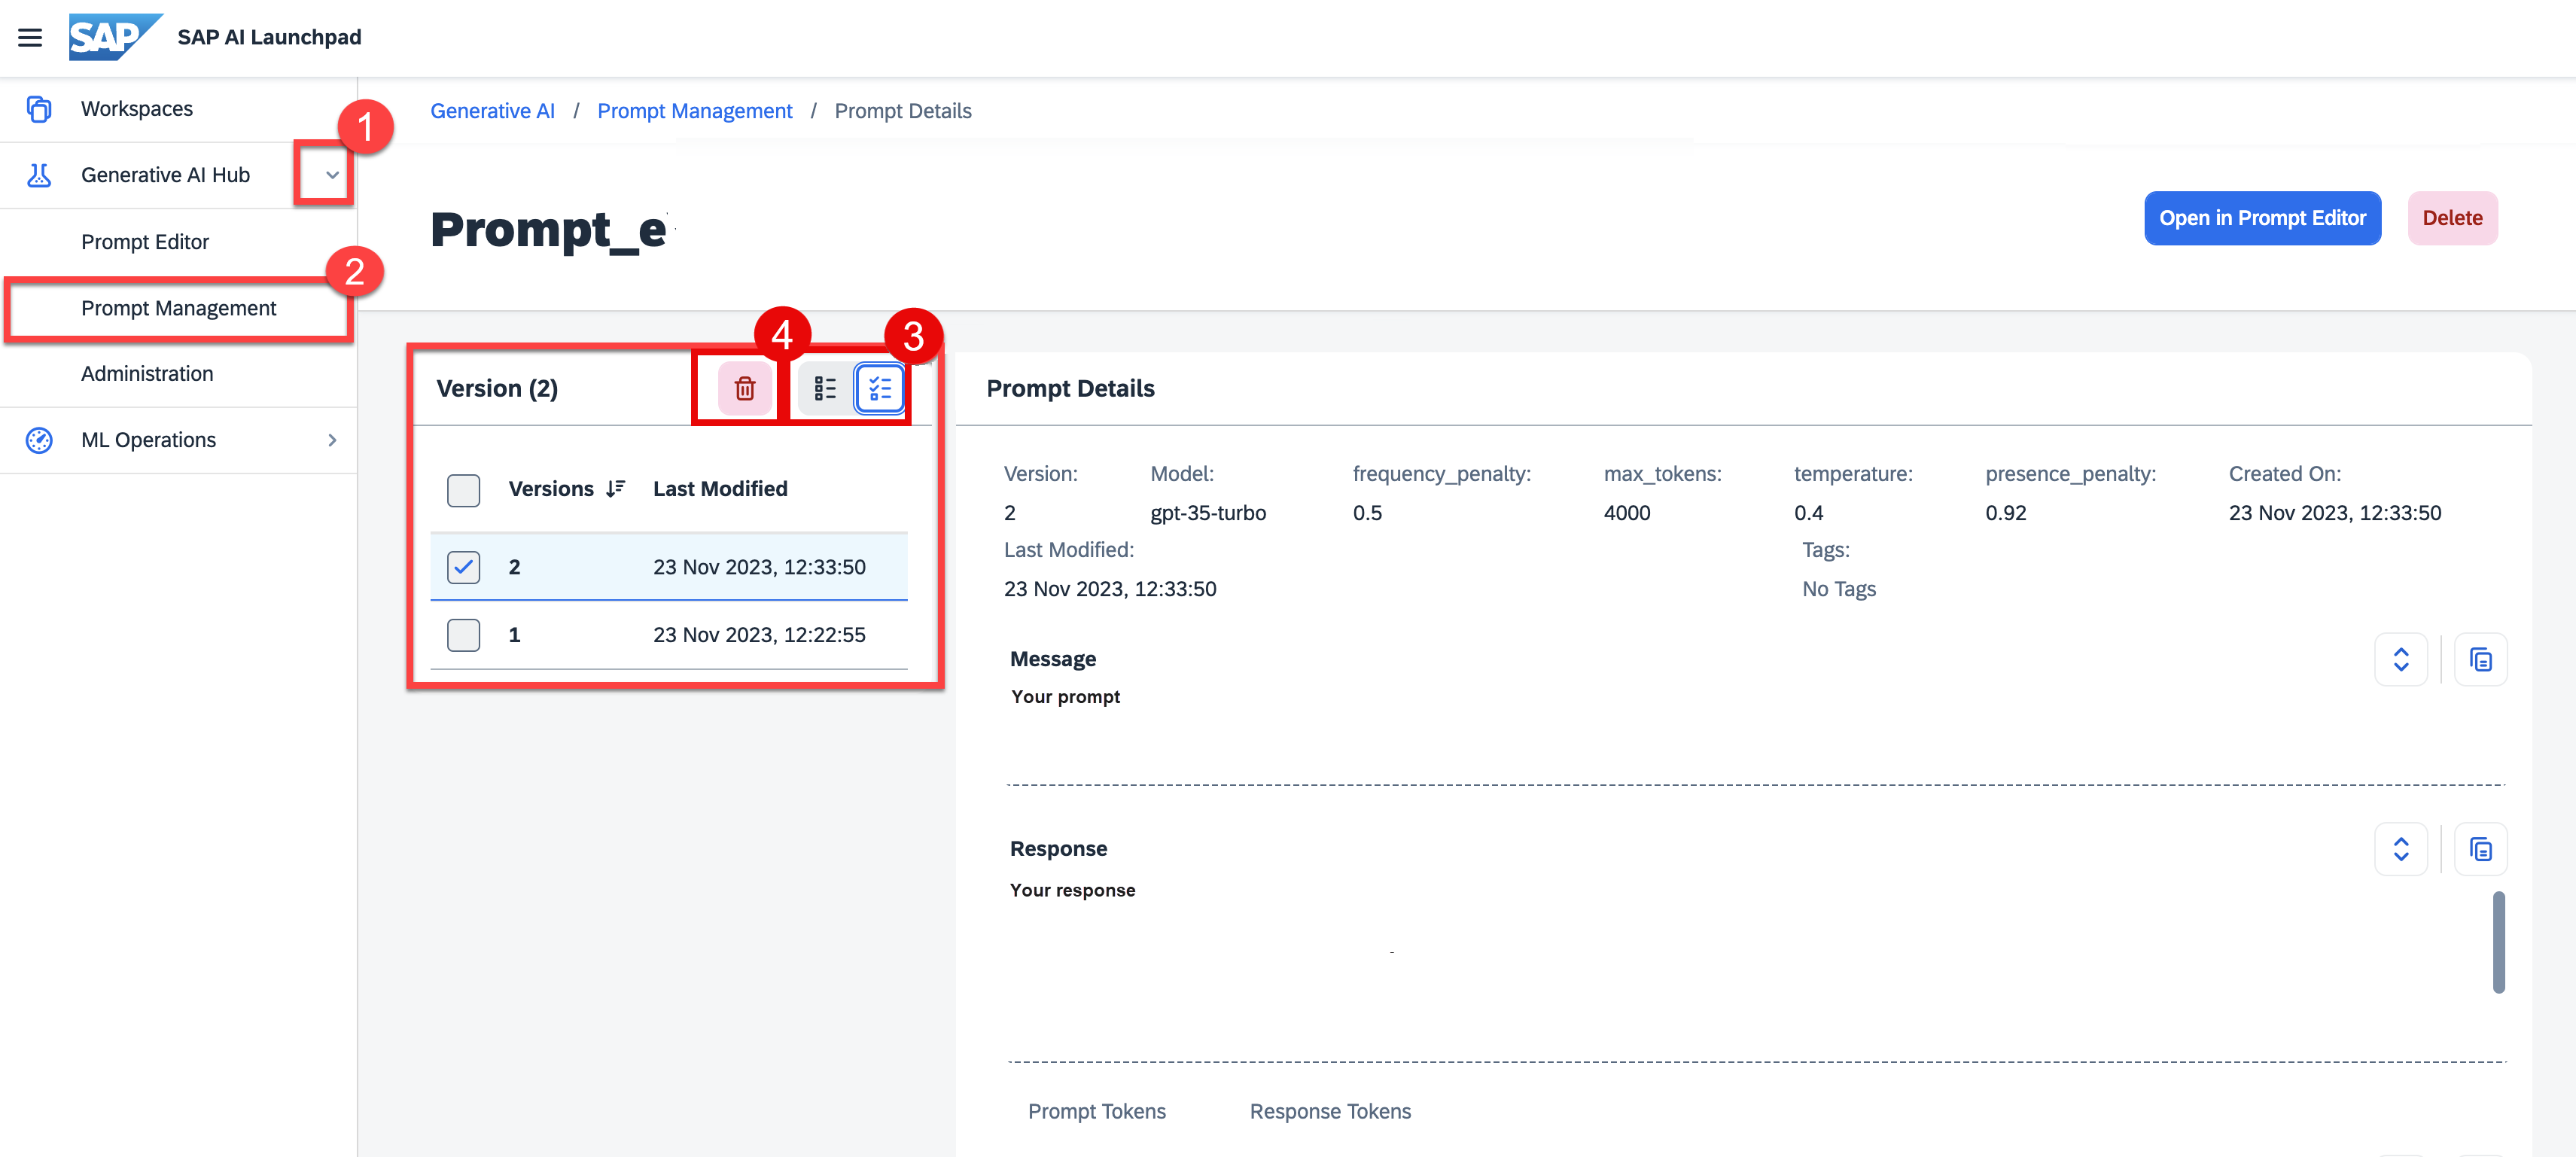 SAP SAP AI Launchpad
Workspaces
1
Generative AI Hub
Prompt Editor
2
Prompt Management
Administration
ML Operations
Generative AI / Prompt Management / Prompt Details
Prompt_e
Open in Prompt Editor
Delete
4
3
Version (2)
Versions Last Modified
2 23 Nov 2023, 12:33:50
1 23 Nov 2023, 12:22:55
Prompt Details
Version: Model: frequency_penalty: max_tokens: temperature: presence_penalty: Created On:
2 gpt-35-turbo 0.5 4000 0.4 0.92 23 Nov 2023, 12:33:50
Last Modified: Tags:
23 Nov 2023, 12:33:50 No Tags
Message
Your prompt
Response
Your response
Prompt Tokens Response Tokens